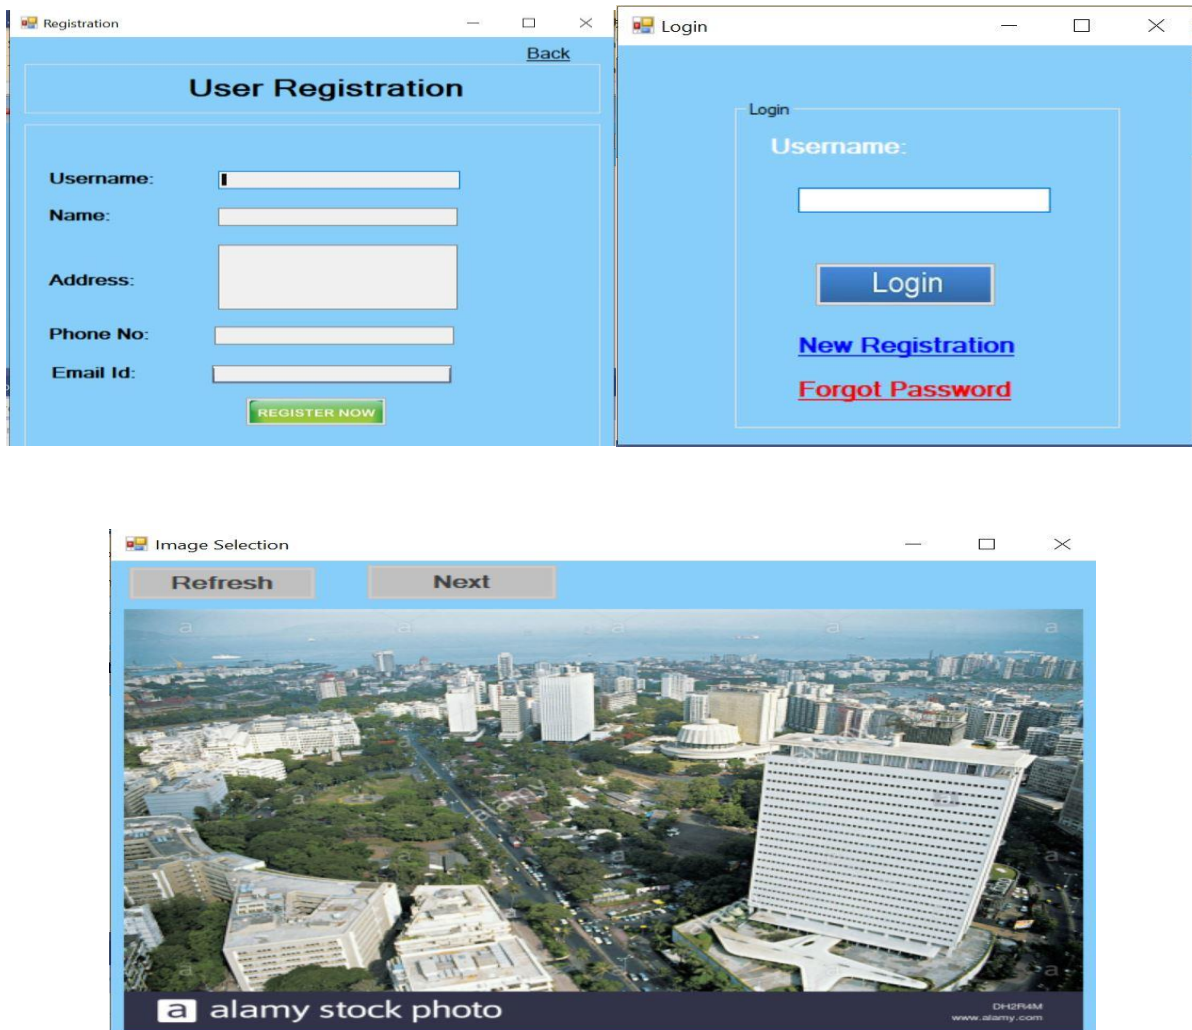 Registration
Back
User Registration
Username:
Name:
Address:
Phone No:
Email Id:
REGISTER NOW
Login
Login
Username:
Login
New Registration
Forgot Password
Image Selection
Refresh
Next
a a a a a
a
a
a a
a
a a
a alamy stock photo
DH2R4M
www.alamy.com